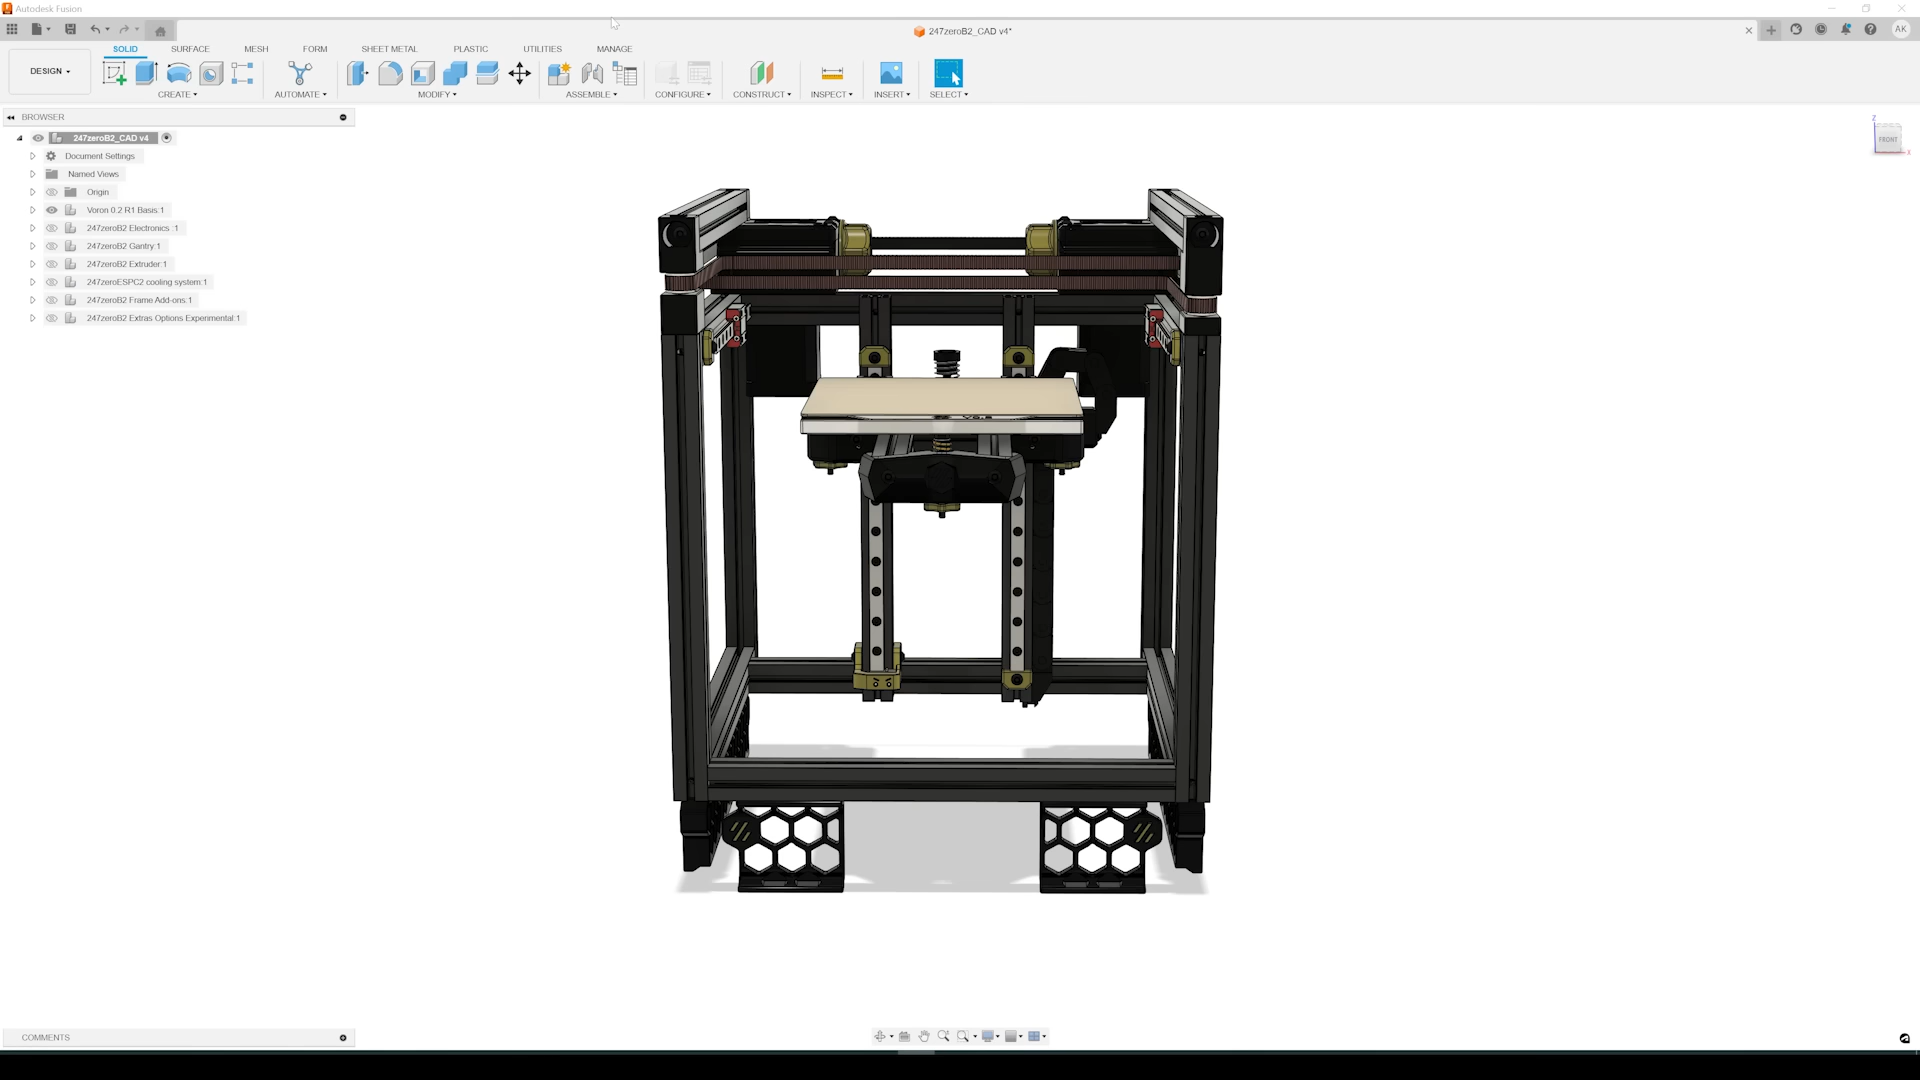 Autodesk Fusion
247zeroB2_CAD v4*
AK
SOLID SURFACE MESH FORM SHEET METAL PLASTIC UTILITIES MANAGE
DESIGN
CREATE AUTOMATE MODIFY ASSEMBLE CONFIGURE CONSTRUCT INSPECT INSERT SELECT
BROWSER
247zeroB2_CAD v4
Document Settings
Named Views
Origin
Voron 0.2 R1 Basis:1
247zeroB2 Electronics :1
247zeroB2 Gantry:1
247zeroB2 Extruder:1
247zeroESPC2 cooling system:1
247zeroB2 Frame Add-ons:1
247zeroB2 Extras Options Experimental:1
Z
FRONT
X
COMMENTS